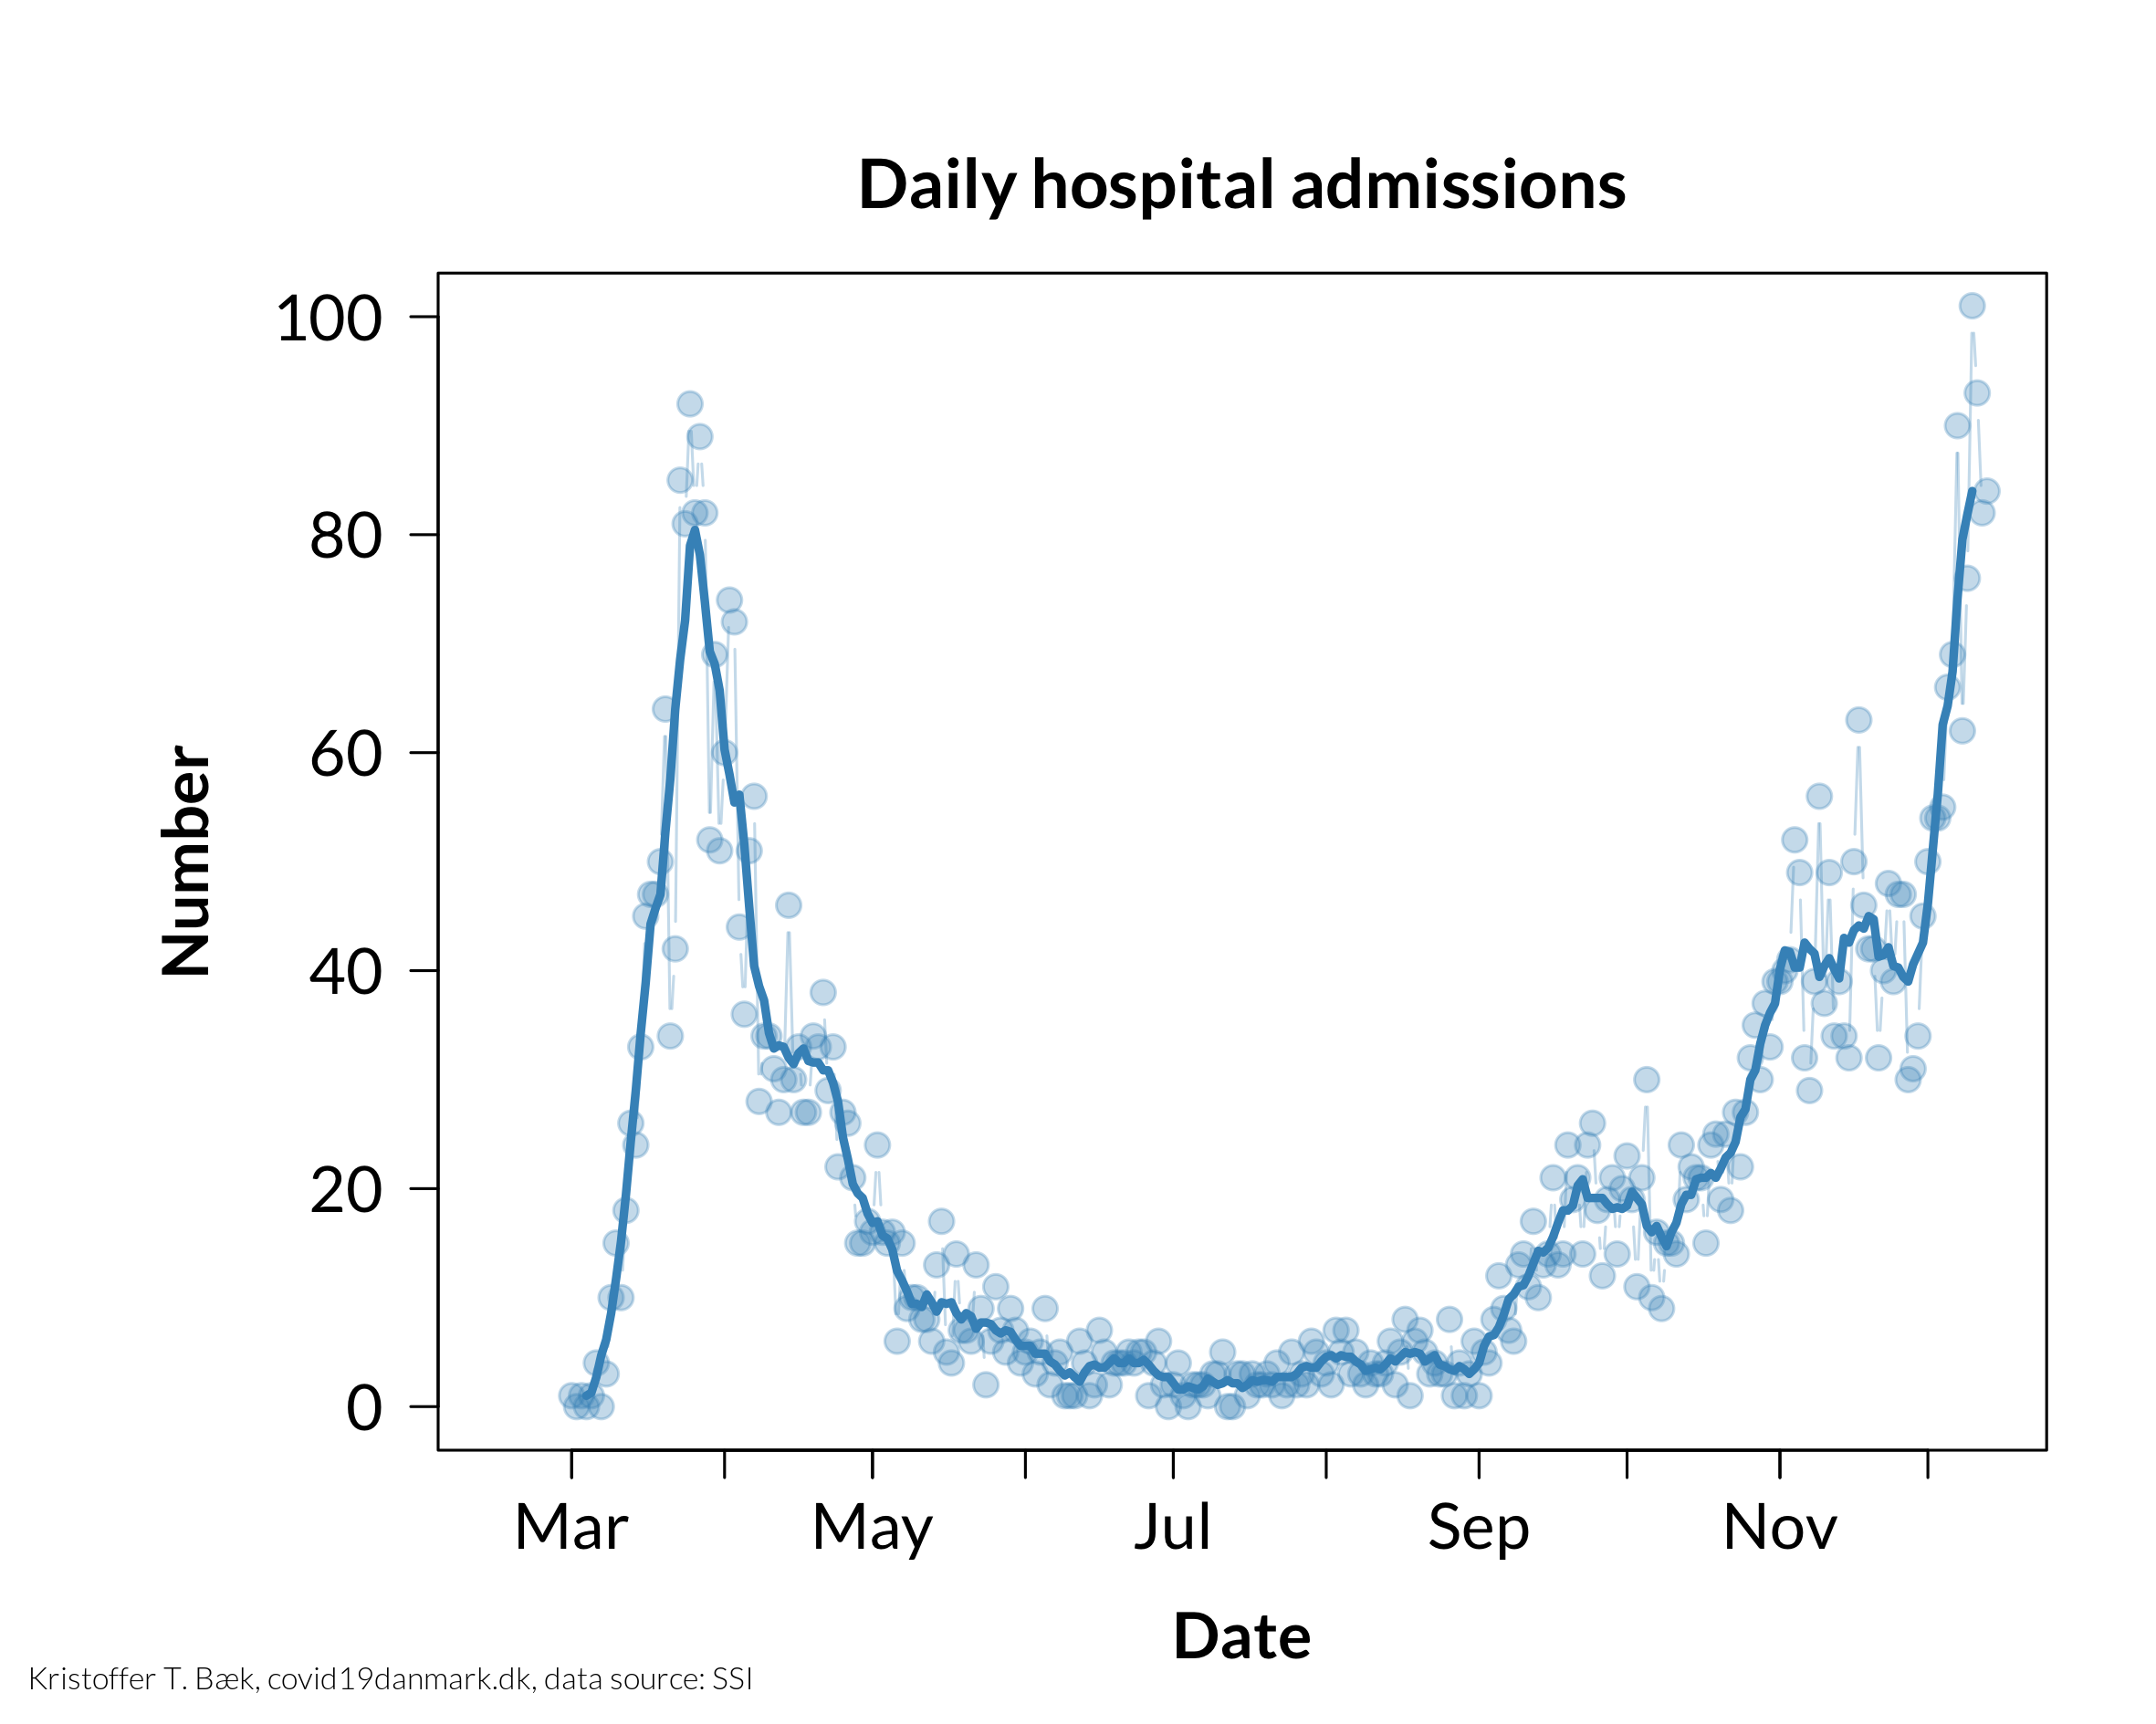 Daily hospital admissions
100
80
60
40
20
0
Number
Mar May Jul Sep Nov
Date
Kristoffer T. Bæk, covid19danmark.dk, data source: SSI